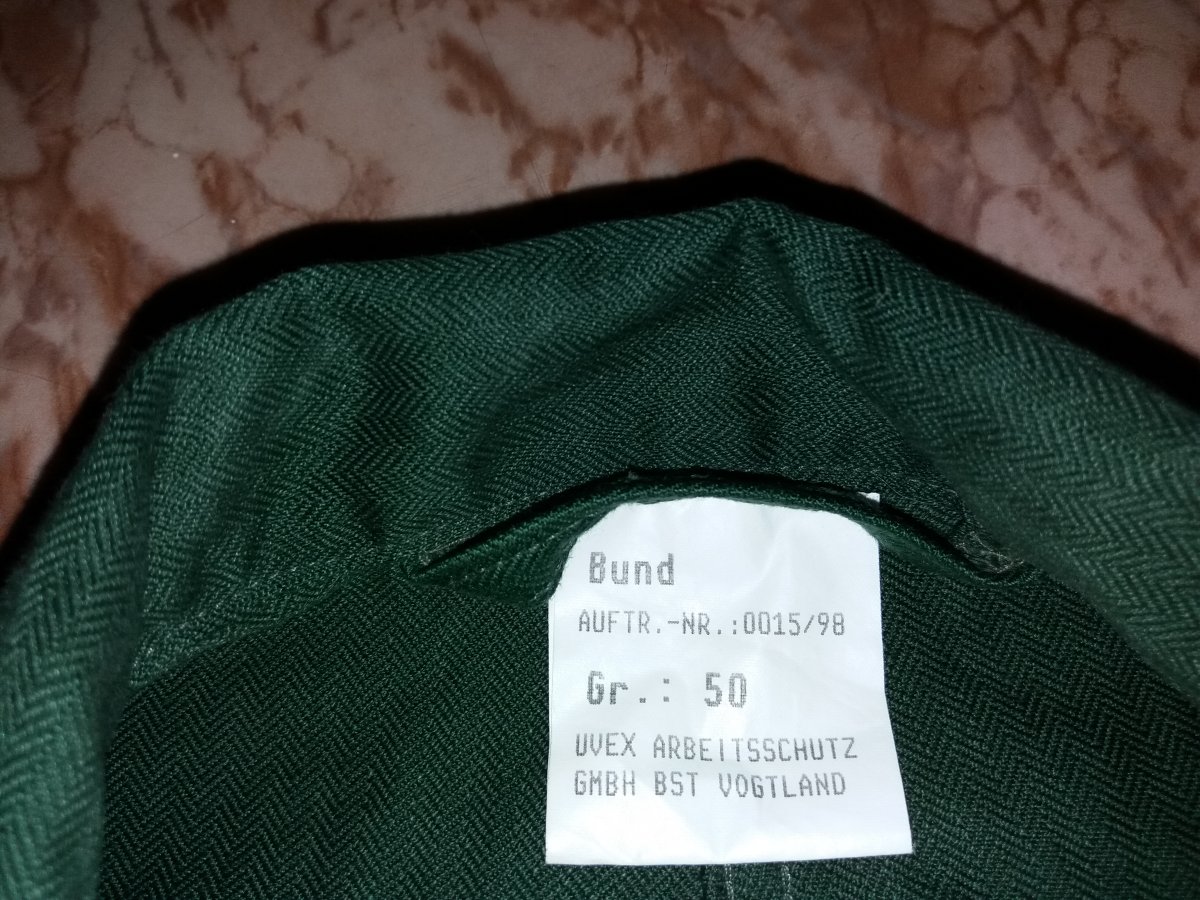 Bund
AUFTR.-NR.:0015/98
Gr.: 50
UVEX ARBEITSSCHUTZ
GMBH BST VOGTLAND